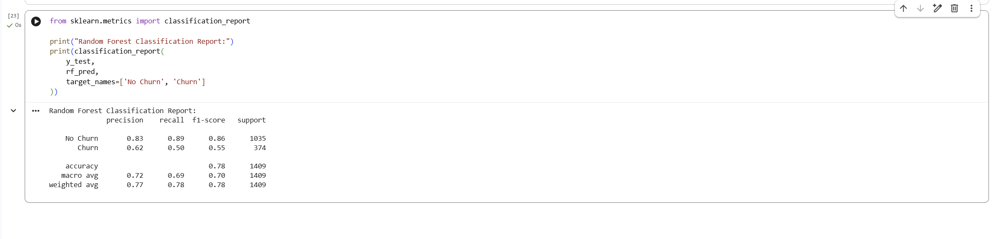 [23]
0s
from sklearn.metrics import classification_report
print("Random Forest Classification Report:")
print(classification_report(
    y_test,
    rf_pred,
    target_names=['No Churn', 'Churn']
))
Random Forest Classification Report:
              precision    recall  f1-score   support
    No Churn       0.83      0.89      0.86      1035
       Churn       0.62      0.50      0.55       374
    accuracy                           0.78      1409
   macro avg       0.72      0.69      0.70      1409
weighted avg       0.77      0.78      0.78      1409